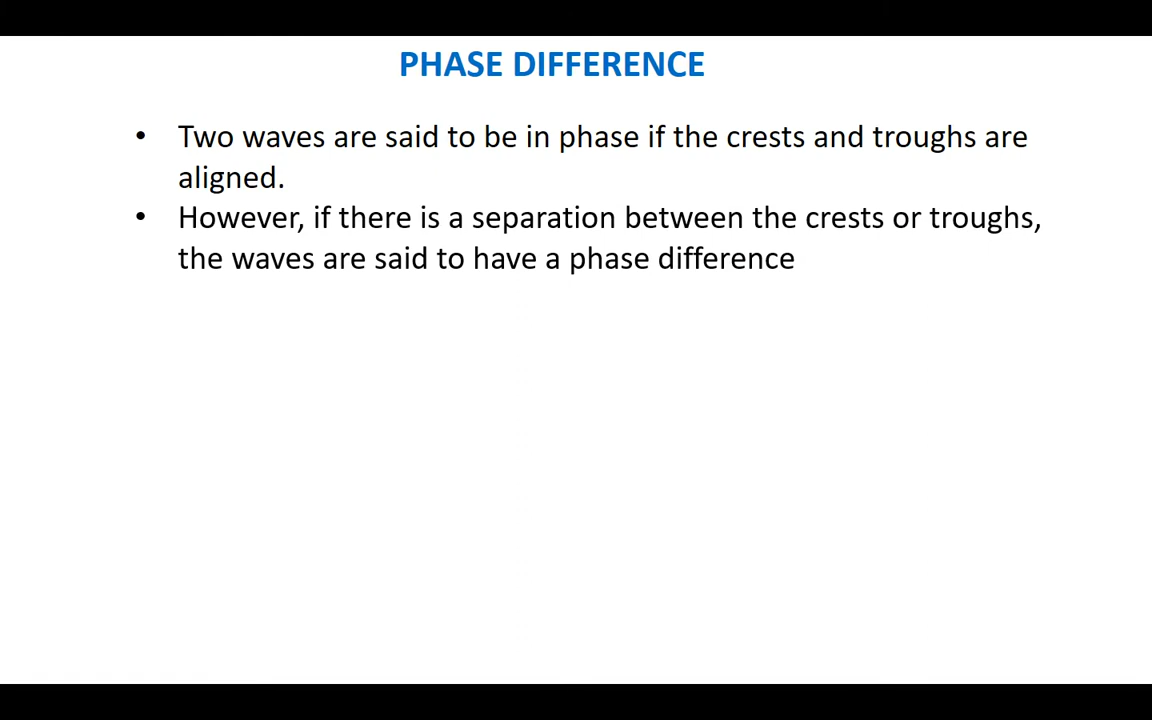 PHASE DIFFERENCE
• Two waves are said to be in phase if the crests and troughs are
aligned.
• However, if there is a separation between the crests or troughs,
the waves are said to have a phase difference